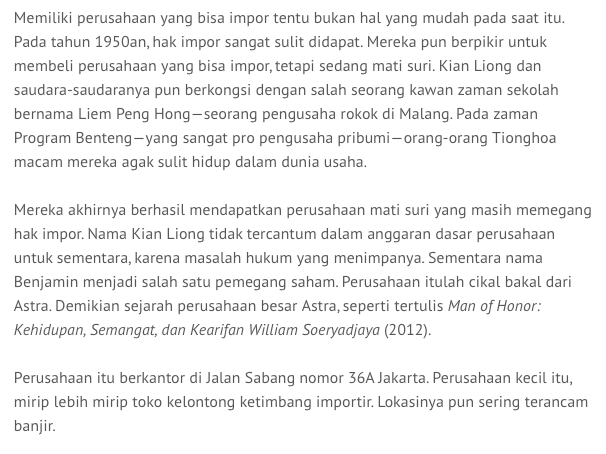 Memiliki perusahaan yang bisa impor tentu bukan hal yang mudah pada saat itu.
Pada tahun 1950an, hak impor sangat sulit didapat. Mereka pun berpikir untuk
membeli perusahaan yang bisa impor, tetapi sedang mati suri. Kian Liong dan
saudara-saudaranya pun berkongsi dengan salah seorang kawan zaman sekolah
bernama Liem Peng Hong—seorang pengusaha rokok di Malang. Pada zaman
Program Benteng—yang sangat pro pengusaha pribumi—orang-orang Tionghoa
macam mereka agak sulit hidup dalam dunia usaha.
Mereka akhirnya berhasil mendapatkan perusahaan mati suri yang masih memegang
hak impor. Nama Kian Liong tidak tercantum dalam anggaran dasar perusahaan
untuk sementara, karena masalah hukum yang menimpanya. Sementara nama
Benjamin menjadi salah satu pemegang saham. Perusahaan itulah cikal bakal dari
Astra. Demikian sejarah perusahaan besar Astra, seperti tertulis Man of Honor:
Kehidupan, Semangat, dan Kearifan William Soeryadjaya (2012).
Perusahaan itu berkantor di Jalan Sabang nomor 36A Jakarta. Perusahaan kecil itu,
mirip lebih mirip toko kelontong ketimbang importir. Lokasinya pun sering terancam
banjir.